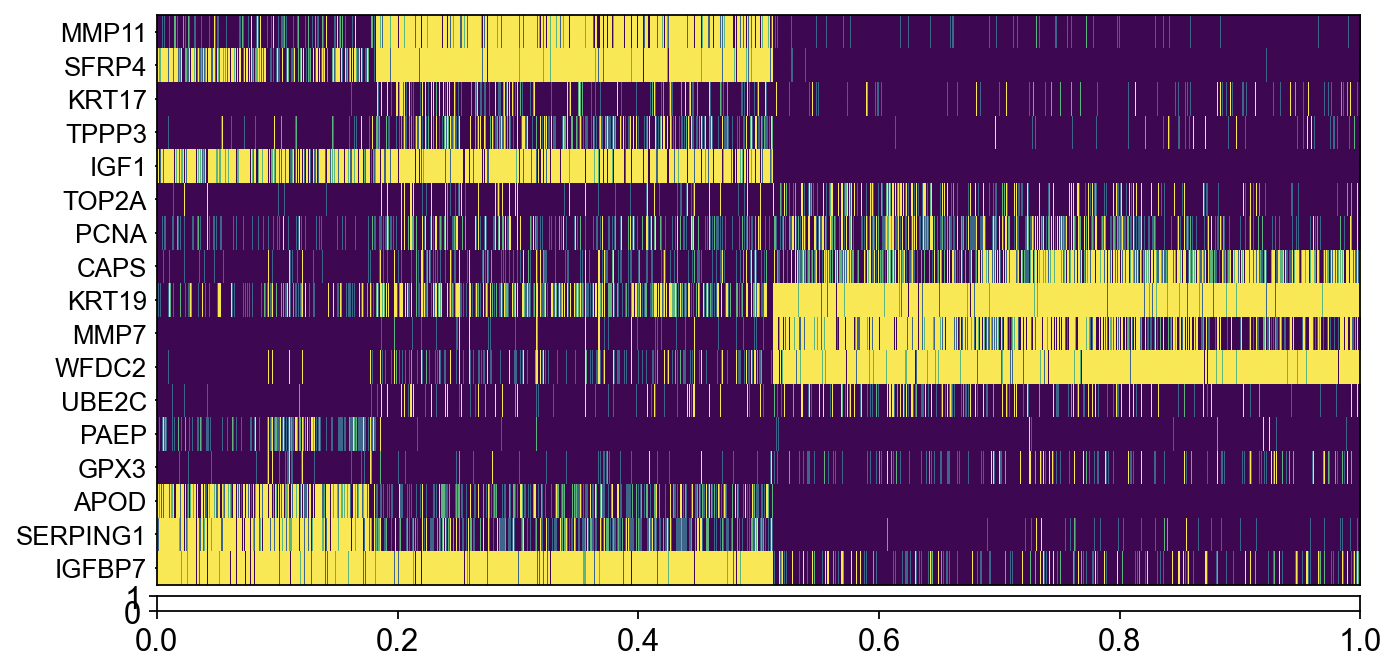 MMP11
SFRP4
KRT17
TPPP3
IGF1
TOP2A
PCNA
CAPS
KRT19
MMP7
WFDC2
UBE2C
PAEP
GPX3
APOD
SERPING1
IGFBP7
1
0
0.0 0.2 0.4 0.6 0.8 1.0